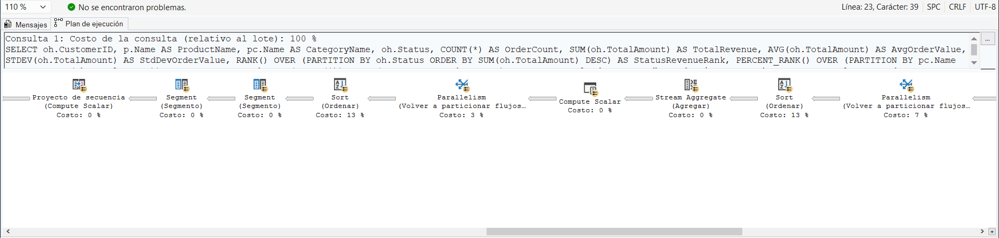 110 %
No se encontraron problemas.
Línea: 23, Carácter: 39 SPC CRLF UTF-8
Mensajes Plan de ejecución
Consulta 1: Costo de la consulta (relativo al lote): 100 %
SELECT oh.CustomerID, p.Name AS ProductName, pc.Name AS CategoryName, oh.Status, COUNT(*) AS OrderCount, SUM(oh.TotalAmount) AS TotalRevenue, AVG(oh.TotalAmount) AS AvgOrderValue,
STDEV(oh.TotalAmount) AS StdDevOrderValue, RANK() OVER (PARTITION BY oh.Status ORDER BY SUM(oh.TotalAmount) DESC) AS StatusRevenueRank, PERCENT_RANK() OVER (PARTITION BY pc.Name
...
Proyecto de secuencia
(Compute Scalar)
Costo: 0 %
Segment
(Segmento)
Costo: 0 %
Segment
(Segmento)
Costo: 0 %
Sort
(Ordenar)
Costo: 13 %
Parallelism
(Volver a particionar flujos…
Costo: 3 %
Compute Scalar
Costo: 0 %
Stream Aggregate
(Agregar)
Costo: 0 %
Sort
(Ordenar)
Costo: 13 %
Parallelism
(Volver a particionar flujos…
Costo: 7 %